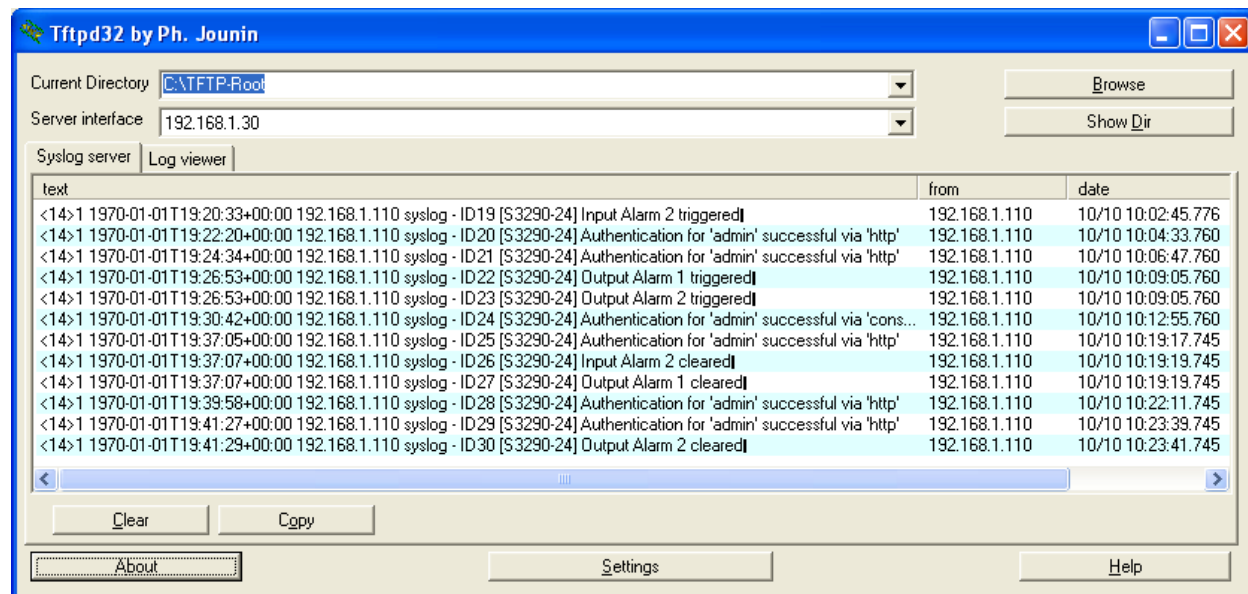 Tftpd32 by Ph. Jounin
Current Directory C:\TFTP-Root Browse
Server interface 192.168.1.30 Show Dir
Syslog server Log viewer
text from date
<14>1 1970-01-01T19:20:33+00:00 192.168.1.110 syslog - ID19 [S3290-24] Input Alarm 2 triggered 192.168.1.110 10/10 10:02:45.776
<14>1 1970-01-01T19:22:20+00:00 192.168.1.110 syslog - ID20 [S3290-24] Authentication for 'admin' successful via 'http' 192.168.1.110 10/10 10:04:33.760
<14>1 1970-01-01T19:24:34+00:00 192.168.1.110 syslog - ID21 [S3290-24] Authentication for 'admin' successful via 'http' 192.168.1.110 10/10 10:06:47.760
<14>1 1970-01-01T19:26:53+00:00 192.168.1.110 syslog - ID22 [S3290-24] Output Alarm 1 triggered 192.168.1.110 10/10 10:09:05.760
<14>1 1970-01-01T19:26:53+00:00 192.168.1.110 syslog - ID23 [S3290-24] Output Alarm 2 triggered 192.168.1.110 10/10 10:09:05.760
<14>1 1970-01-01T19:30:42+00:00 192.168.1.110 syslog - ID24 [S3290-24] Authentication for 'admin' successful via 'cons... 192.168.1.110 10/10 10:12:55.760
<14>1 1970-01-01T19:37:05+00:00 192.168.1.110 syslog - ID25 [S3290-24] Authentication for 'admin' successful via 'http' 192.168.1.110 10/10 10:19:17.745
<14>1 1970-01-01T19:37:07+00:00 192.168.1.110 syslog - ID26 [S3290-24] Input Alarm 2 cleared 192.168.1.110 10/10 10:19:19.745
<14>1 1970-01-01T19:37:07+00:00 192.168.1.110 syslog - ID27 [S3290-24] Output Alarm 1 cleared 192.168.1.110 10/10 10:19:19.745
<14>1 1970-01-01T19:39:58+00:00 192.168.1.110 syslog - ID28 [S3290-24] Authentication for 'admin' successful via 'http' 192.168.1.110 10/10 10:22:11.745
<14>1 1970-01-01T19:41:27+00:00 192.168.1.110 syslog - ID29 [S3290-24] Authentication for 'admin' successful via 'http' 192.168.1.110 10/10 10:23:39.745
<14>1 1970-01-01T19:41:29+00:00 192.168.1.110 syslog - ID30 [S3290-24] Output Alarm 2 cleared 192.168.1.110 10/10 10:23:41.745
Clear Copy
About Settings Help